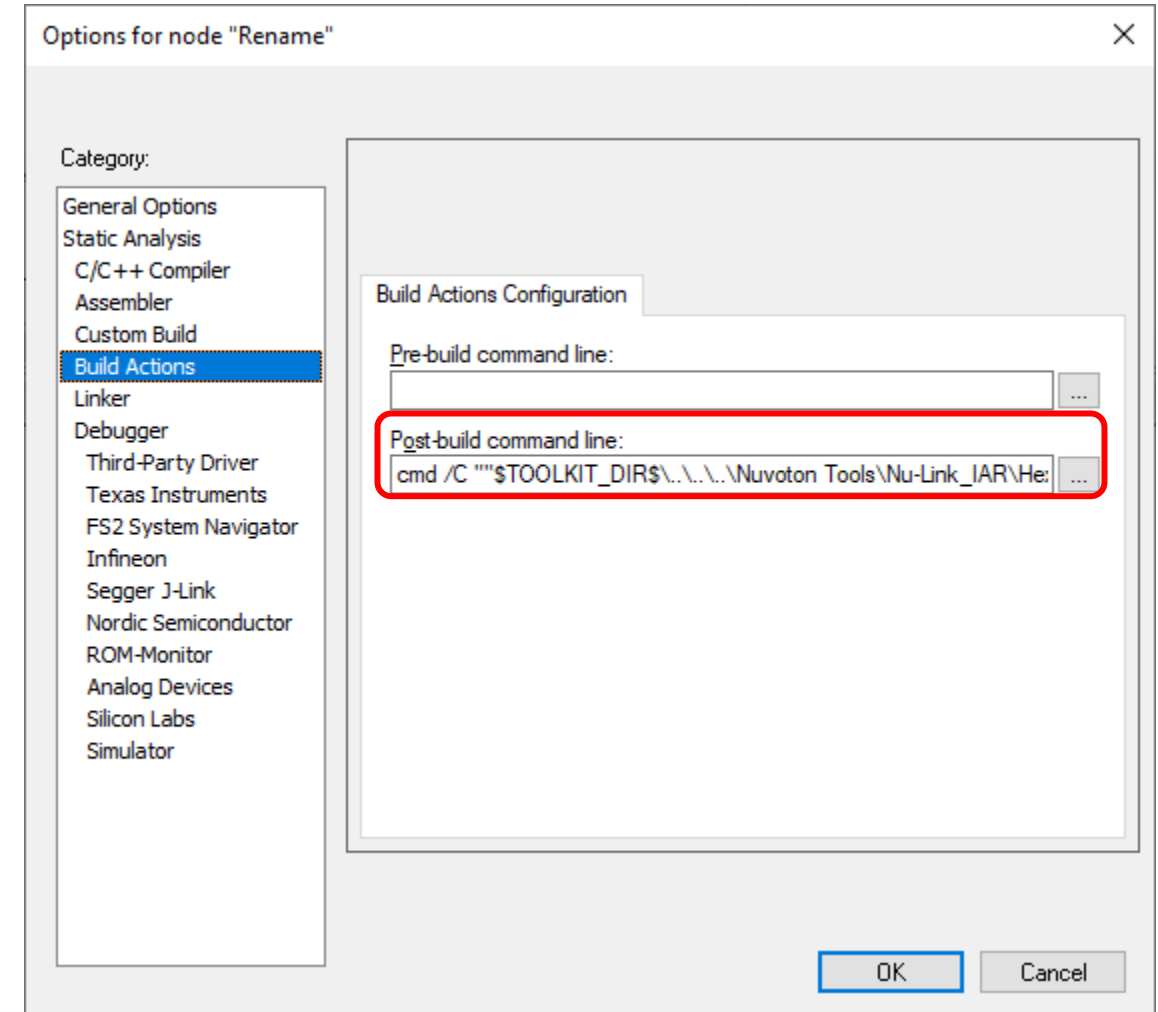 Options for node "Rename"
Category:
General Options
Static Analysis
C/C++ Compiler
Assembler
Custom Build
Build Actions
Linker
Debugger
Third-Party Driver
Texas Instruments
FS2 System Navigator
Infineon
Segger J-Link
Nordic Semiconductor
ROM-Monitor
Analog Devices
Silicon Labs
Simulator
Build Actions Configuration
Pre-build command line:
...
Post-build command line:
cmd /C ""$TOOLKIT_DIR$\..\..\..\Nuvoton Tools\Nu-Link_IAR\He
...
OK
Cancel